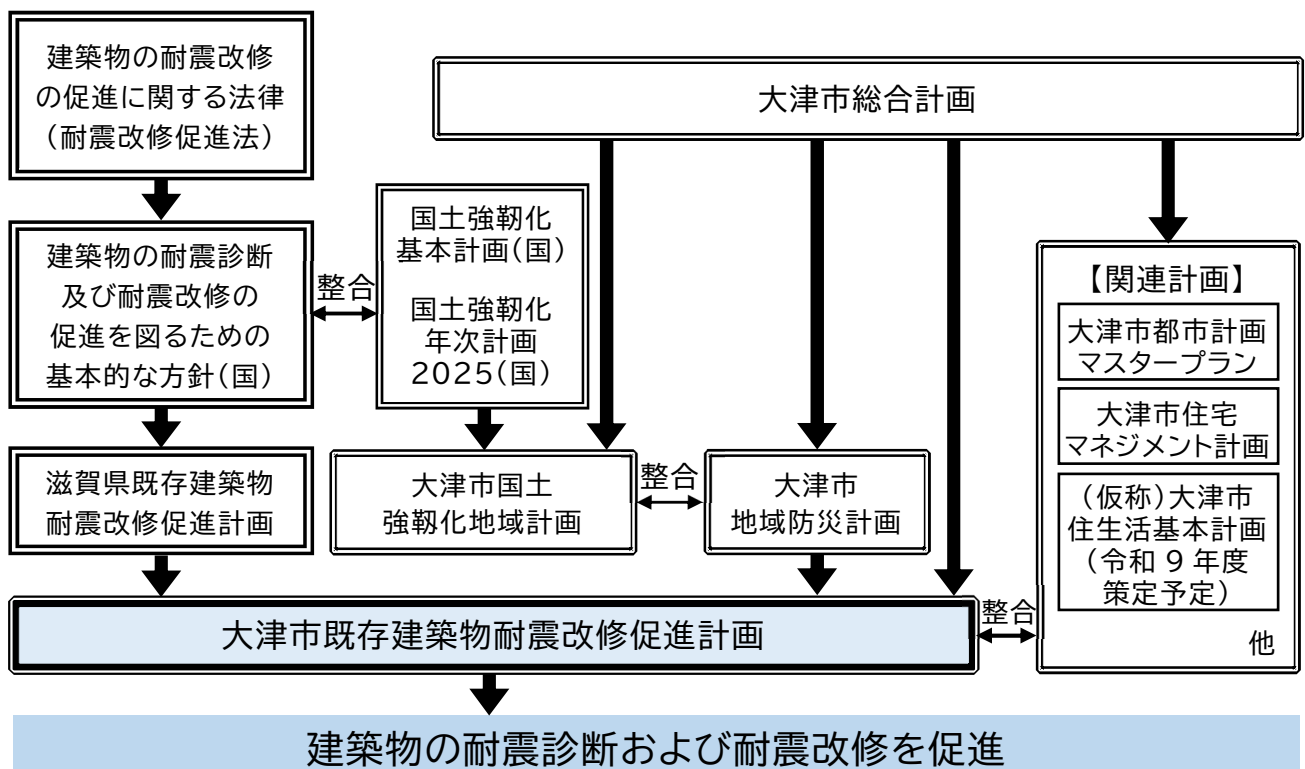 建築物の耐震改修
の促進に関する法律
（耐震改修促進法）
大津市総合計画
建築物の耐震診断
及び耐震改修の
促進を図るための
基本的な方針（国）
整合
国土強靭化
基本計画（国）
国土強靭化
年次計画
2025（国）
【関連計画】
大津市都市計画
マスタープラン
大津市住宅
マネジメント計画
（仮称）大津市
住生活基本計画
（令和 9 年度
策定予定）
他
滋賀県既存建築物
耐震改修促進計画
大津市国土
強靭化地域計画
整合
大津市
地域防災計画
大津市既存建築物耐震改修促進計画
整合
建築物の耐震診断および耐震改修を促進